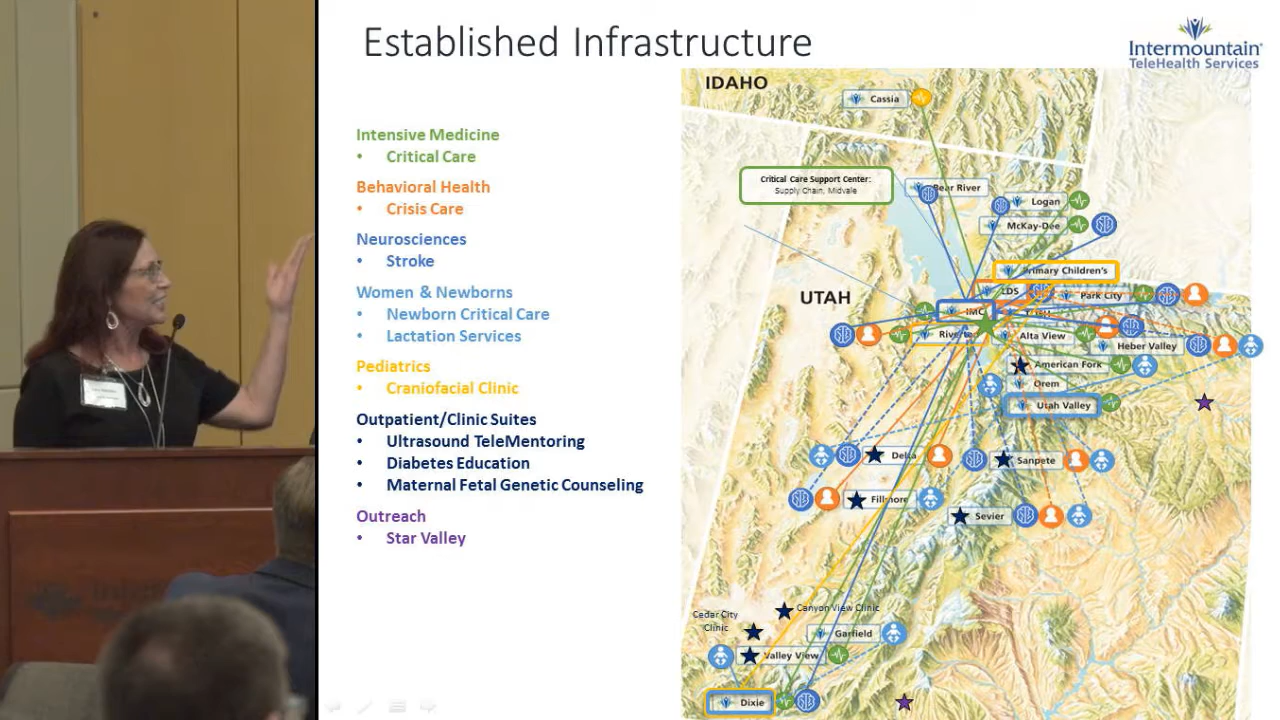 Established Infrastructure
Intermountain
TeleHealth Services
Intensive Medicine
• Critical Care
Behavioral Health
• Crisis Care
Neurosciences
• Stroke
Women & Newborns
• Newborn Critical Care
• Lactation Services
Pediatrics
• Craniofacial Clinic
Outpatient/Clinic Suites
• Ultrasound TeleMentoring
• Diabetes Education
• Maternal Fetal Genetic Counseling
Outreach
• Star Valley
IDAHO
Cassia
Critical Care Support Center:
Supply Chain, Midvale
Bear River
Logan
McKay-Dee
Primary Children's
LDS
Park City
UTAH
IMC
Alta View
Heber Valley
American Fork
Orem
Utah Valley
Delta
Sanpete
Fillmore
Sevier
Canyon View Clinic
Cedar City
Clinic
Garfield
Valley View
Dixie